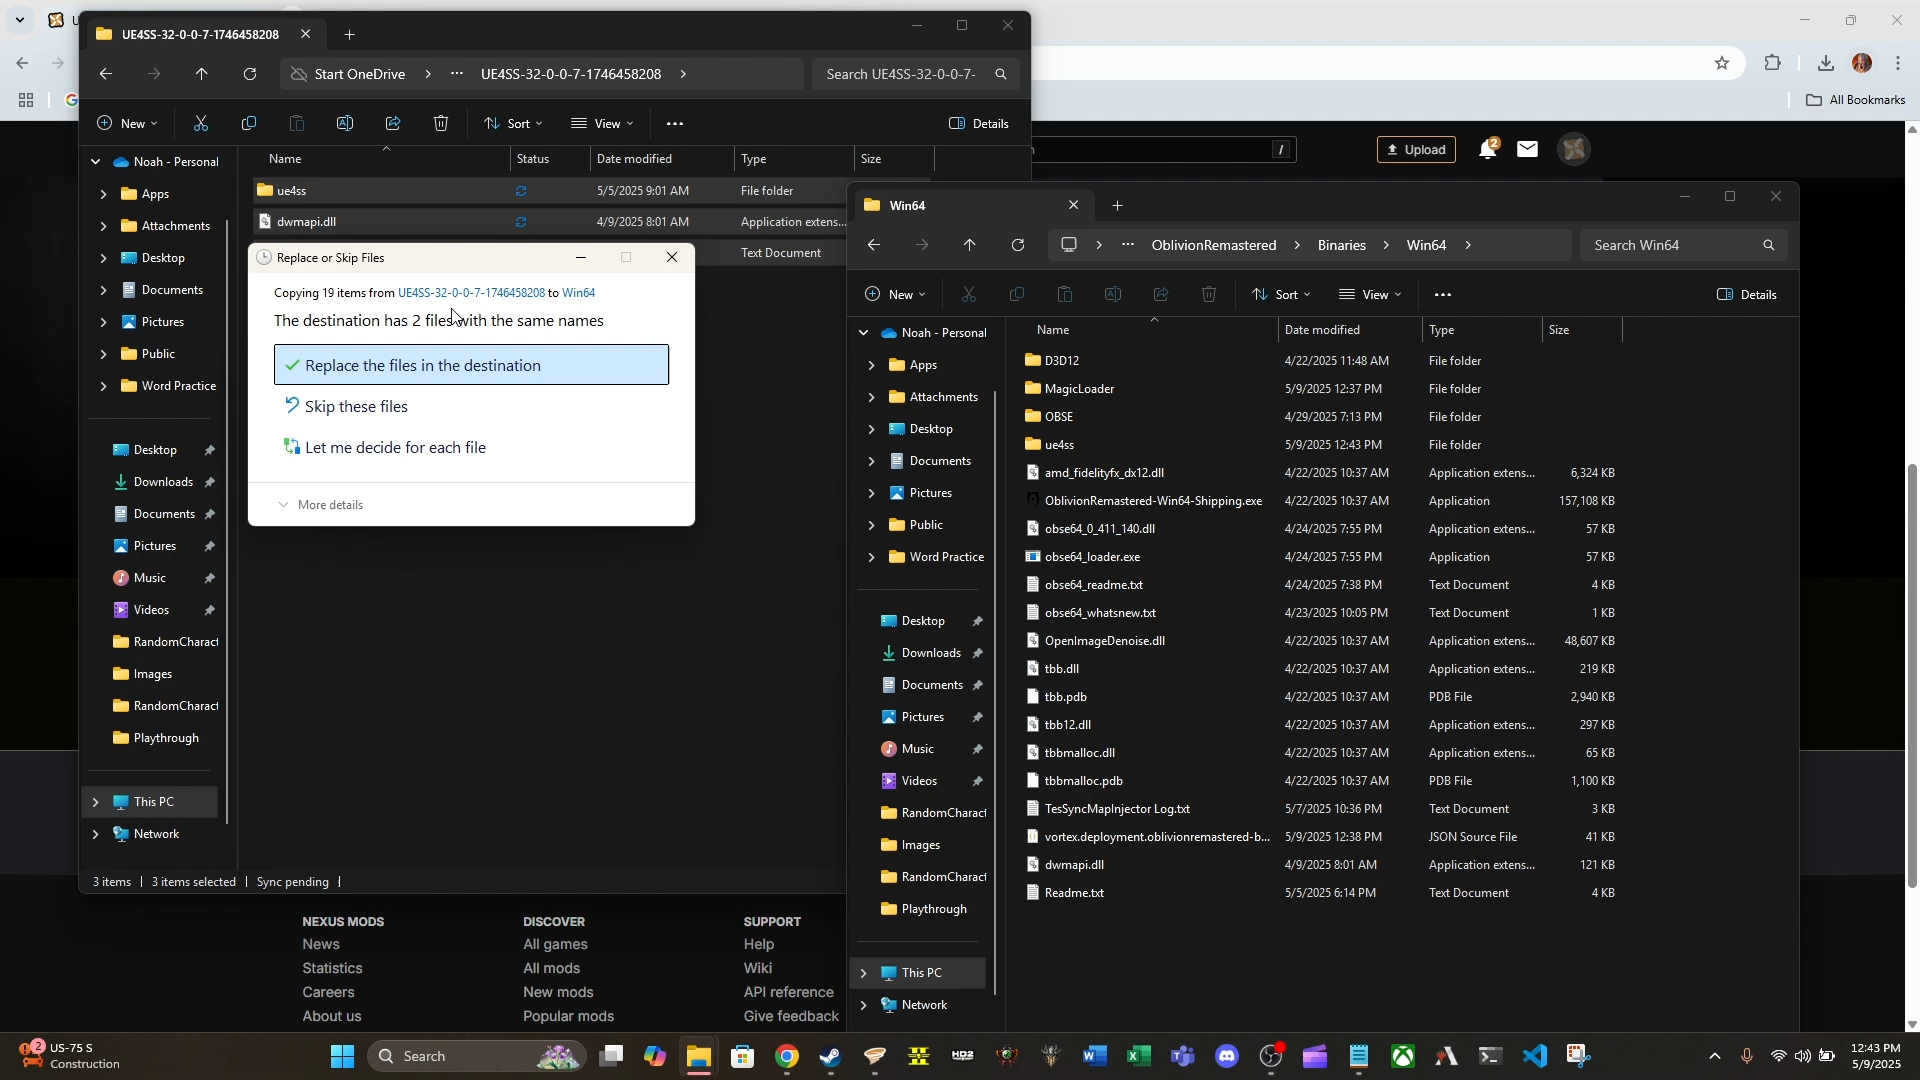 UE4SS-32-0-0-7-1746458208
Start OneDrive
UE4SS-32-0-0-7-1746458208
Search UE4SS-32-0-0-7-
New
Sort
View
Details
All Bookmarks
Noah - Personal
Apps
Attachments
Desktop
Documents
Pictures
Public
Word Practice
Desktop
Downloads
Documents
Pictures
Music
Videos
RandomCharact
Images
RandomCharact
Playthrough
This PC
Network
Name
Status
Date modified
Type
Size
ue4ss
5/5/2025 9:01 AM
File folder
dwmapi.dll
4/9/2025 8:01 AM
Application extens...
Text Document
3 items
3 items selected
Sync pending
Replace or Skip Files
Copying 19 items from UE4SS-32-0-0-7-1746458208 to Win64
The destination has 2 files with the same names
Replace the files in the destination
Skip these files
Let me decide for each file
More details
/
Upload
2
Win64
OblivionRemastered
Binaries
Win64
Search Win64
New
Sort
View
Details
Noah - Personal
Apps
Attachments
Desktop
Documents
Pictures
Public
Word Practice
Desktop
Downloads
Documents
Pictures
Music
Videos
RandomCharact
Images
RandomCharact
Playthrough
This PC
Network
Name
Date modified
Type
Size
D3D12 4/22/2025 11:48 AM File folder
MagicLoader 5/9/2025 12:37 PM File folder
OBSE 4/29/2025 7:13 PM File folder
ue4ss 5/9/2025 12:43 PM File folder
amd_fidelityfx_dx12.dll 4/22/2025 10:37 AM Application extens... 6,324 KB
OblivionRemastered-Win64-Shipping.exe 4/22/2025 10:37 AM Application 157,108 KB
obse64_0_411_140.dll 4/24/2025 7:55 PM Application extens... 57 KB
obse64_loader.exe 4/24/2025 7:55 PM Application 57 KB
obse64_readme.txt 4/24/2025 7:38 PM Text Document 4 KB
obse64_whatsnew.txt 4/23/2025 10:05 PM Text Document 1 KB
OpenImageDenoise.dll 4/22/2025 10:37 AM Application extens... 48,607 KB
tbb.dll 4/22/2025 10:37 AM Application extens... 219 KB
tbb.pdb 4/22/2025 10:37 AM PDB File 2,940 KB
tbb12.dll 4/22/2025 10:37 AM Application extens... 297 KB
tbbmalloc.dll 4/22/2025 10:37 AM Application extens... 65 KB
tbbmalloc.pdb 4/22/2025 10:37 AM PDB File 1,100 KB
TesSyncMapInjector Log.txt 5/7/2025 10:36 PM Text Document 3 KB
vortex.deployment.oblivionremastered-b... 5/9/2025 12:38 PM JSON Source File 41 KB
dwmapi.dll 4/9/2025 8:01 AM Application extens... 121 KB
Readme.txt 5/5/2025 6:14 PM Text Document 4 KB
NEXUS MODS
News
Statistics
Careers
About us
DISCOVER
All games
All mods
New mods
Popular mods
SUPPORT
Help
Wiki
API reference
Give feedback
2
US-75 S
Construction
Search
HD2
12:43 PM
5/9/2025